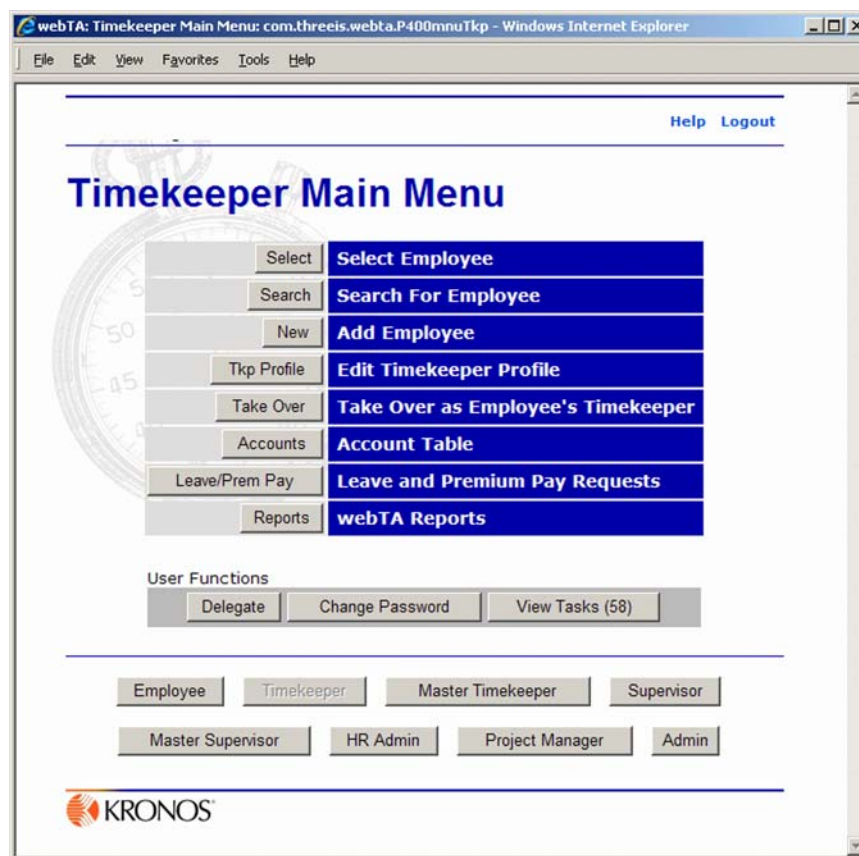 webTA: Timekeeper Main Menu: com.threeis.webta.P400mnuTkp - Windows Internet Explorer
File Edit View Favorites Tools Help
Help Logout
Timekeeper Main Menu
Select Select Employee
Search Search For Employee
New Add Employee
Tkp Profile Edit Timekeeper Profile
Take Over Take Over as Employee's Timekeeper
Accounts Account Table
Leave/Prem Pay Leave and Premium Pay Requests
Reports webTA Reports
User Functions
Delegate Change Password View Tasks (58)
Employee Timekeeper Master Timekeeper Supervisor
Master Supervisor HR Admin Project Manager Admin
KRONOS
50
45
5